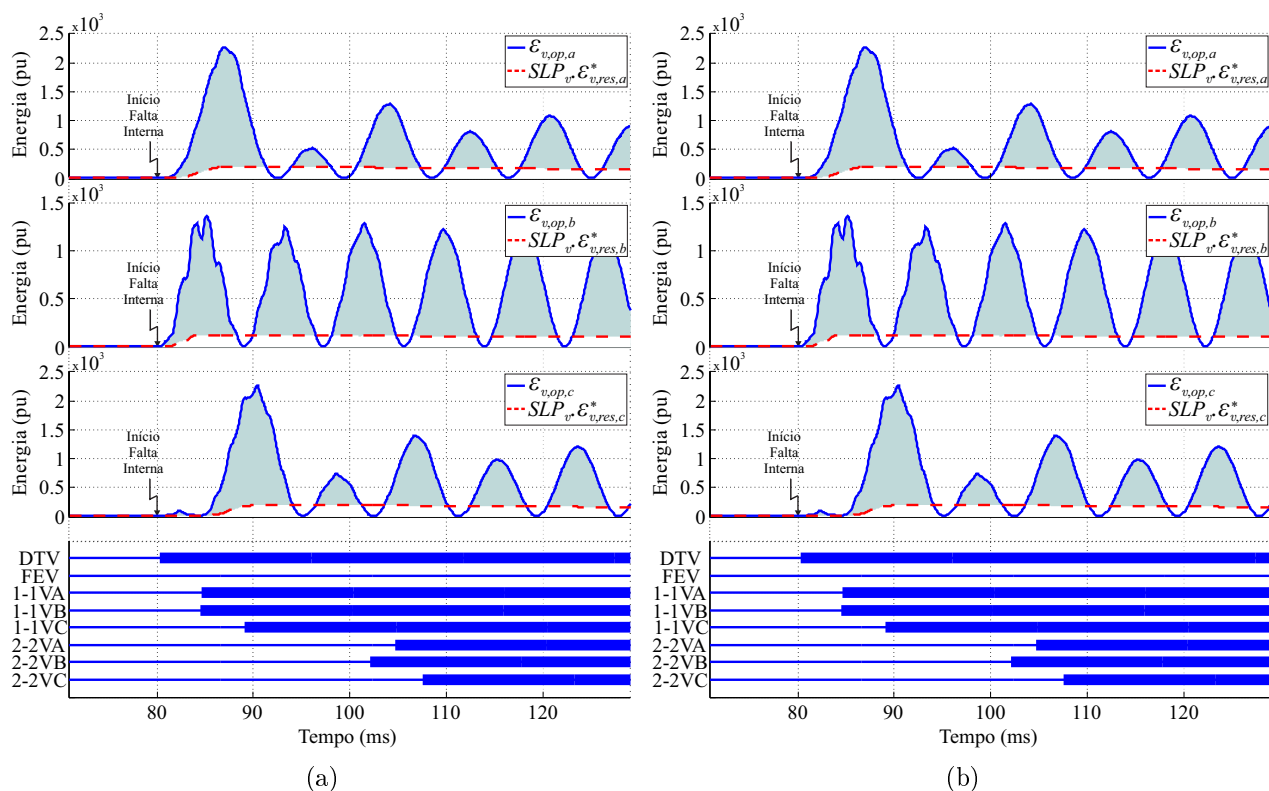 x10³
Energia (pu)
2.5
2
1.5
1
0.5
0
Início
Falta
Interna
ε_{v,op,a}
SLP_v.ε*_{v,res,a}
x10³
Energia (pu)
1.5
1
0.5
0
Início
Falta
Interna
ε_{v,op,b}
SLP_v.ε*_{v,res,b}
x10³
Energia (pu)
2.5
2
1.5
1
0.5
0
Início
Falta
Interna
ε_{v,op,c}
SLP_v.ε*_{v,res,c}
DTV
FEV
1-1VA
1-1VB
1-1VC
2-2VA
2-2VB
2-2VC
80 90 100 110 120
Tempo (ms)
(a)
x10³
Energia (pu)
2.5
2
1.5
1
0.5
0
Início
Falta
Interna
ε_{v,op,a}
SLP_v.ε*_{v,res,a}
x10³
Energia (pu)
1.5
1
0.5
0
Início
Falta
Interna
ε_{v,op,b}
SLP_v.ε*_{v,res,b}
x10³
Energia (pu)
2.5
2
1.5
1
0.5
0
Início
Falta
Interna
ε_{v,op,c}
SLP_v.ε*_{v,res,c}
DTV
FEV
1-1VA
1-1VB
1-1VC
2-2VA
2-2VB
2-2VC
80 90 100 110 120
Tempo (ms)
(b)